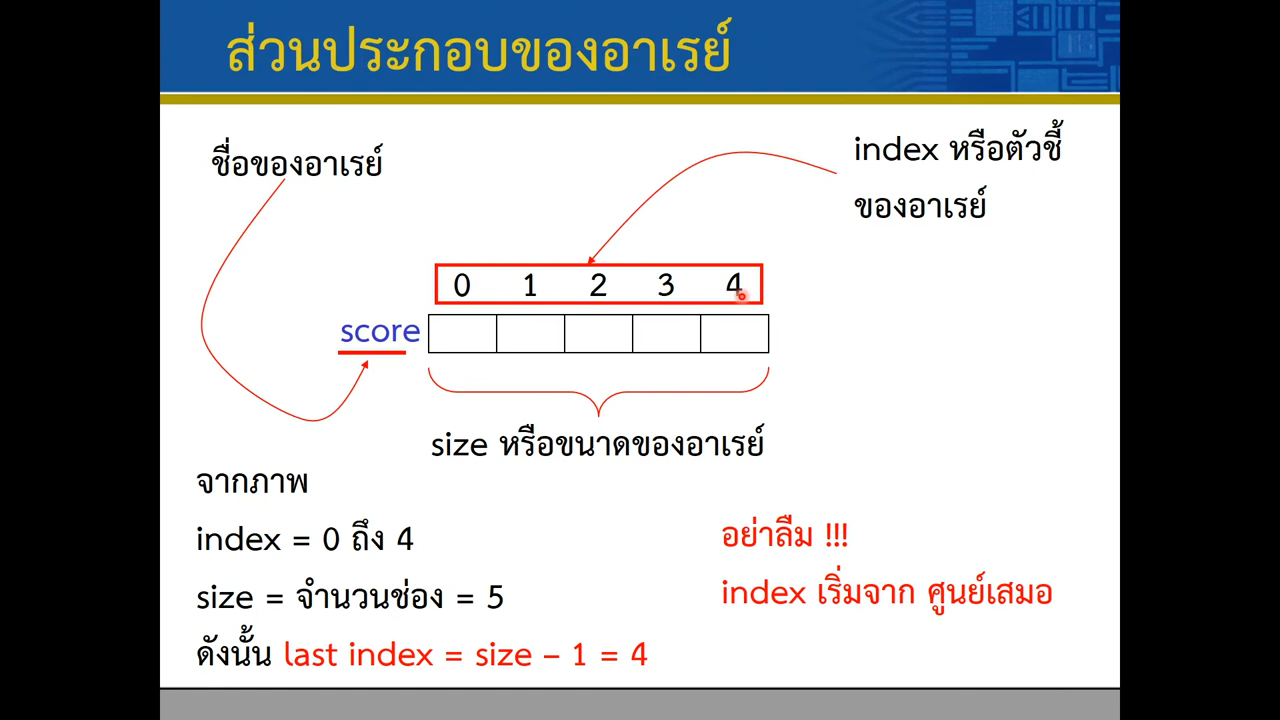 ส่วนประกอบของอาเรย์
ชื่อของอาเรย์
index หรือตัวชี้
ของอาเรย์
0 1 2 3 4
score
size หรือขนาดของอาเรย์
จากภาพ
index = 0 ถึง 4
size = จำนวนช่อง = 5
ดังนั้น last index = size – 1 = 4
อย่าลืม !!!
index เริ่มจาก ศูนย์เสมอ